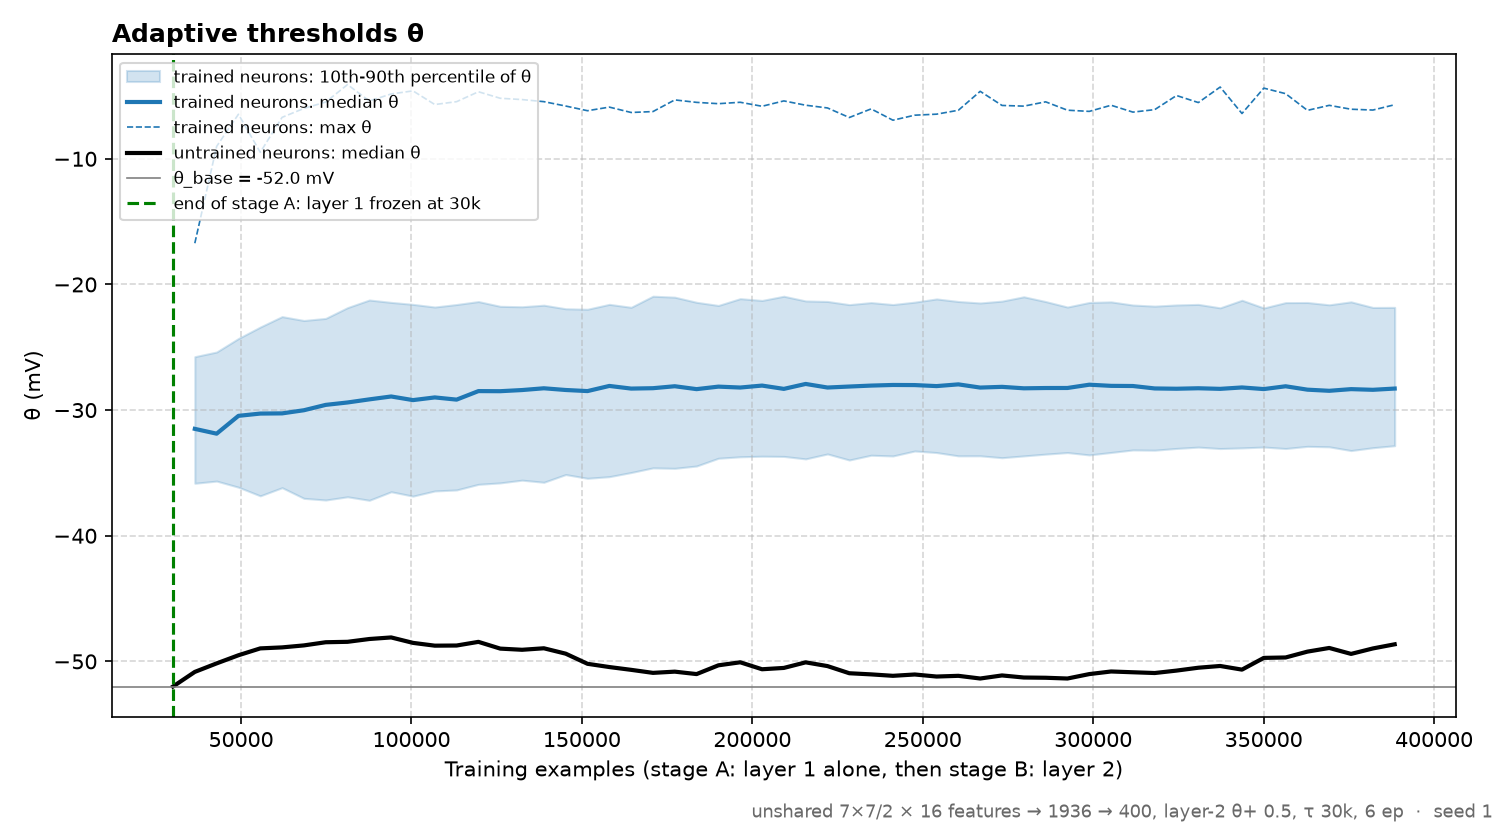 Adaptive thresholds θ
trained neurons: 10th-90th percentile of θ
trained neurons: median θ
trained neurons: max θ
untrained neurons: median θ
θ_base = -52.0 mV
end of stage A: layer 1 frozen at 30k
θ (mV)
−10
−20
−30
−40
−50
50000 100000 150000 200000 250000 300000 350000 400000
Training examples (stage A: layer 1 alone, then stage B: layer 2)
unshared 7×7/2 × 16 features → 1936 → 400, layer-2 θ+ 0.5, τ 30k, 6 ep · seed 1